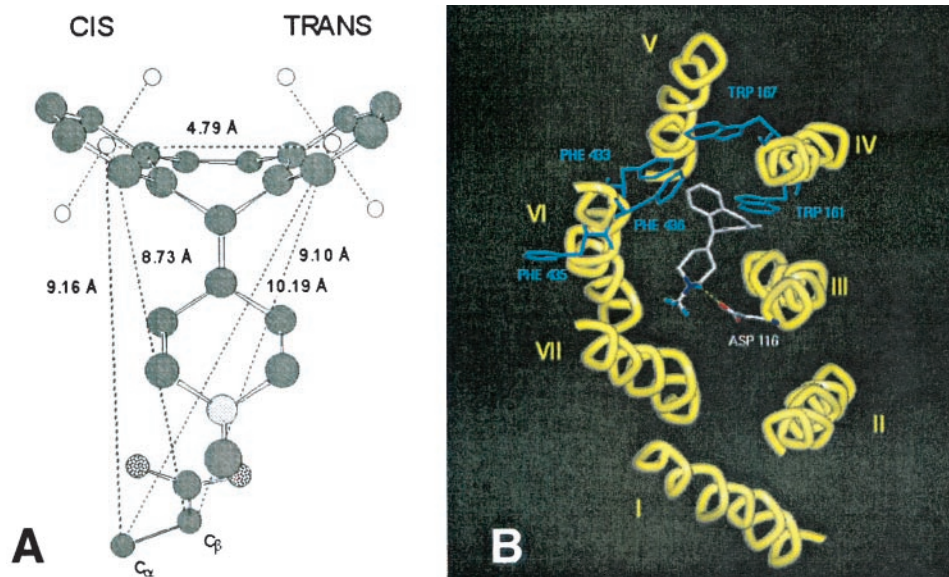 CIS
TRANS
4.79 Å
8.73 Å
9.10 Å
9.16 Å
10.19 Å
Cα
Cβ
A
V
TRP 167
IV
PHE 433
VI
PHE 436
TRP 161
PHE 435
III
VII
ASP 116
II
I
B